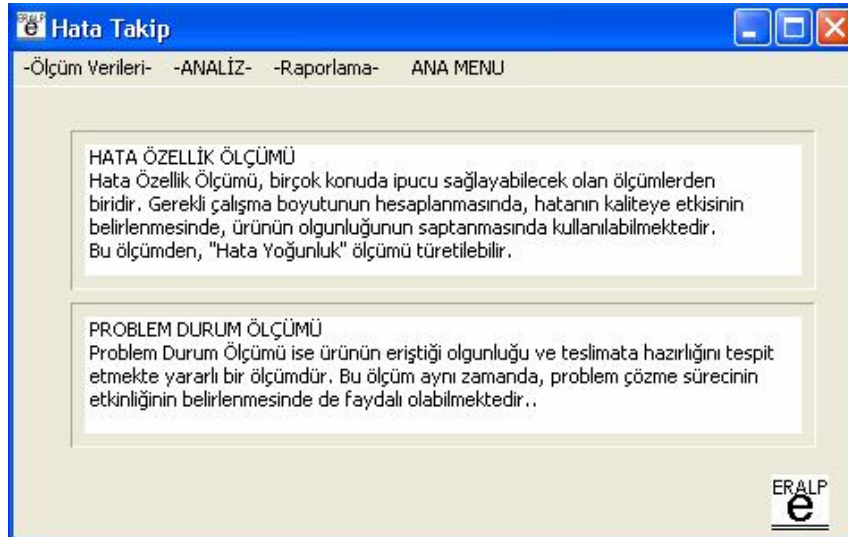 Hata Takip
-Ölçüm Verileri- -ANALİZ- -Raporlama- ANA MENU
HATA ÖZELLİK ÖLÇÜMÜ
Hata Özellik Ölçümü, birçok konuda ipucu sağlayabilecek olan ölçümlerden
biridir. Gerekli çalışma boyutunun hesaplanmasında, hatanın kaliteye etkisinin
belirlenmesinde, ürünün olgunluğunun saptanmasında kullanılabilmektedir.
Bu ölçümden, "Hata Yoğunluk" ölçümü türetilebilir.
PROBLEM DURUM ÖLÇÜMÜ
Problem Durum Ölçümü ise ürünün eriştiği olgunluğu ve teslimata hazırlığını tespit
etmekte yararlı bir ölçümdür. Bu ölçüm aynı zamanda, problem çözme sürecinin
etkinliğinin belirlenmesinde de faydalı olabilmektedir..
ERALP
e